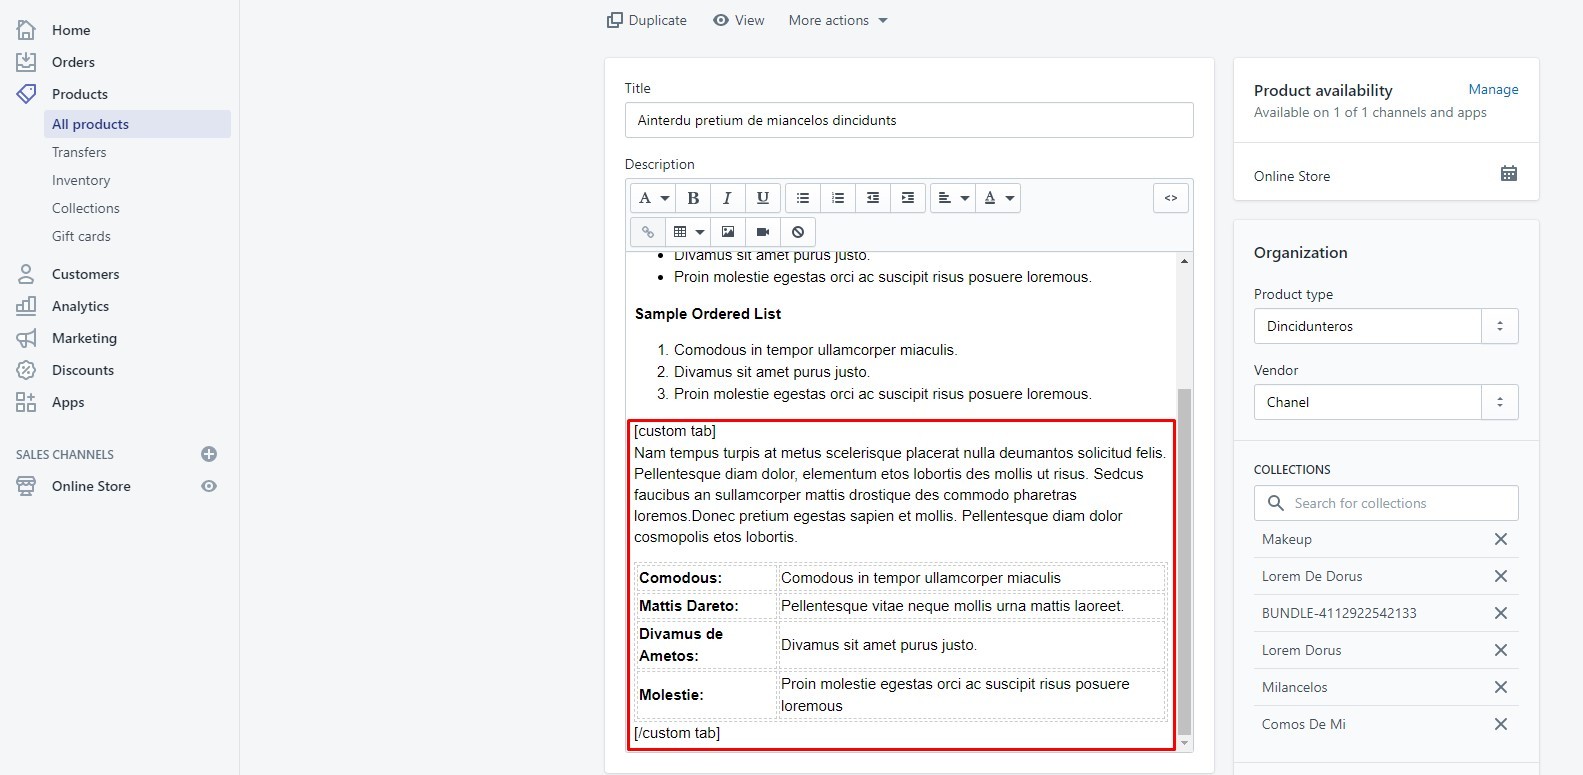 Home
Orders
Products
All products
Transfers
Inventory
Collections
Gift cards
Customers
Analytics
Marketing
Discounts
Apps
SALES CHANNELS
Online Store
Duplicate
View
More actions
Title
Ainterdu pretium de miancelos dincidunts
Description
A
B
I
U
A
<>
Divamus sit amet purus justo.
Proin molestie egestas orci ac suscipit risus posuere loremous.
Sample Ordered List
1. Comodous in tempor ullamcorper miaculis.
2. Divamus sit amet purus justo.
3. Proin molestie egestas orci ac suscipit risus posuere loremous.
[custom tab]
Nam tempus turpis at metus scelerisque placerat nulla deumantos solicitud felis.
Pellentesque diam dolor, elementum etos lobortis des mollis ut risus. Sedcus
faucibus an sullamcorper mattis drostique des commodo pharetras
loremos.Donec pretium egestas sapien et mollis. Pellentesque diam dolor
cosmopolis etos lobortis.
Comodous: Comodous in tempor ullamcorper miaculis
Mattis Dareto: Pellentesque vitae neque mollis urna mattis laoreet.
Divamus de
Ametos:
Divamus sit amet purus justo.
Molestie:
Proin molestie egestas orci ac suscipit risus posuere
loremous
[/custom tab]
Product availability Manage
Available on 1 of 1 channels and apps
Online Store
Organization
Product type
Dincidunteros
Vendor
Chanel
COLLECTIONS
Search for collections
Makeup
Lorem De Dorus
BUNDLE-4112922542133
Lorem Dorus
Milancelos
Comos De Mi